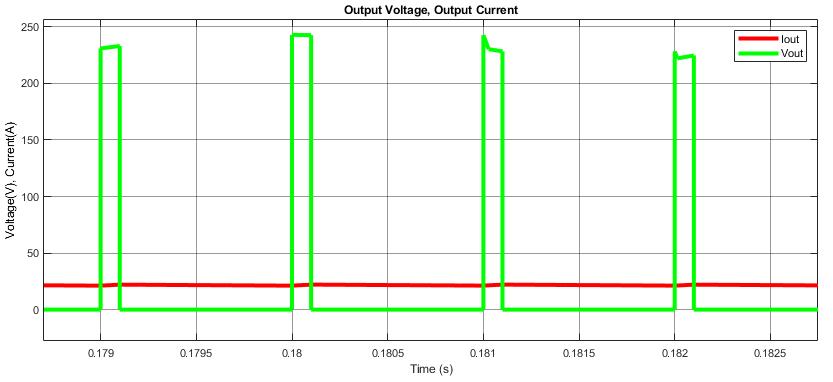 Output Voltage, Output Current
Iout
Vout
Voltage(V), Current(A)
250
200
150
100
50
0
0.179
0.1795
0.18
0.1805
0.181
0.1815
0.182
0.1825
Time (s)